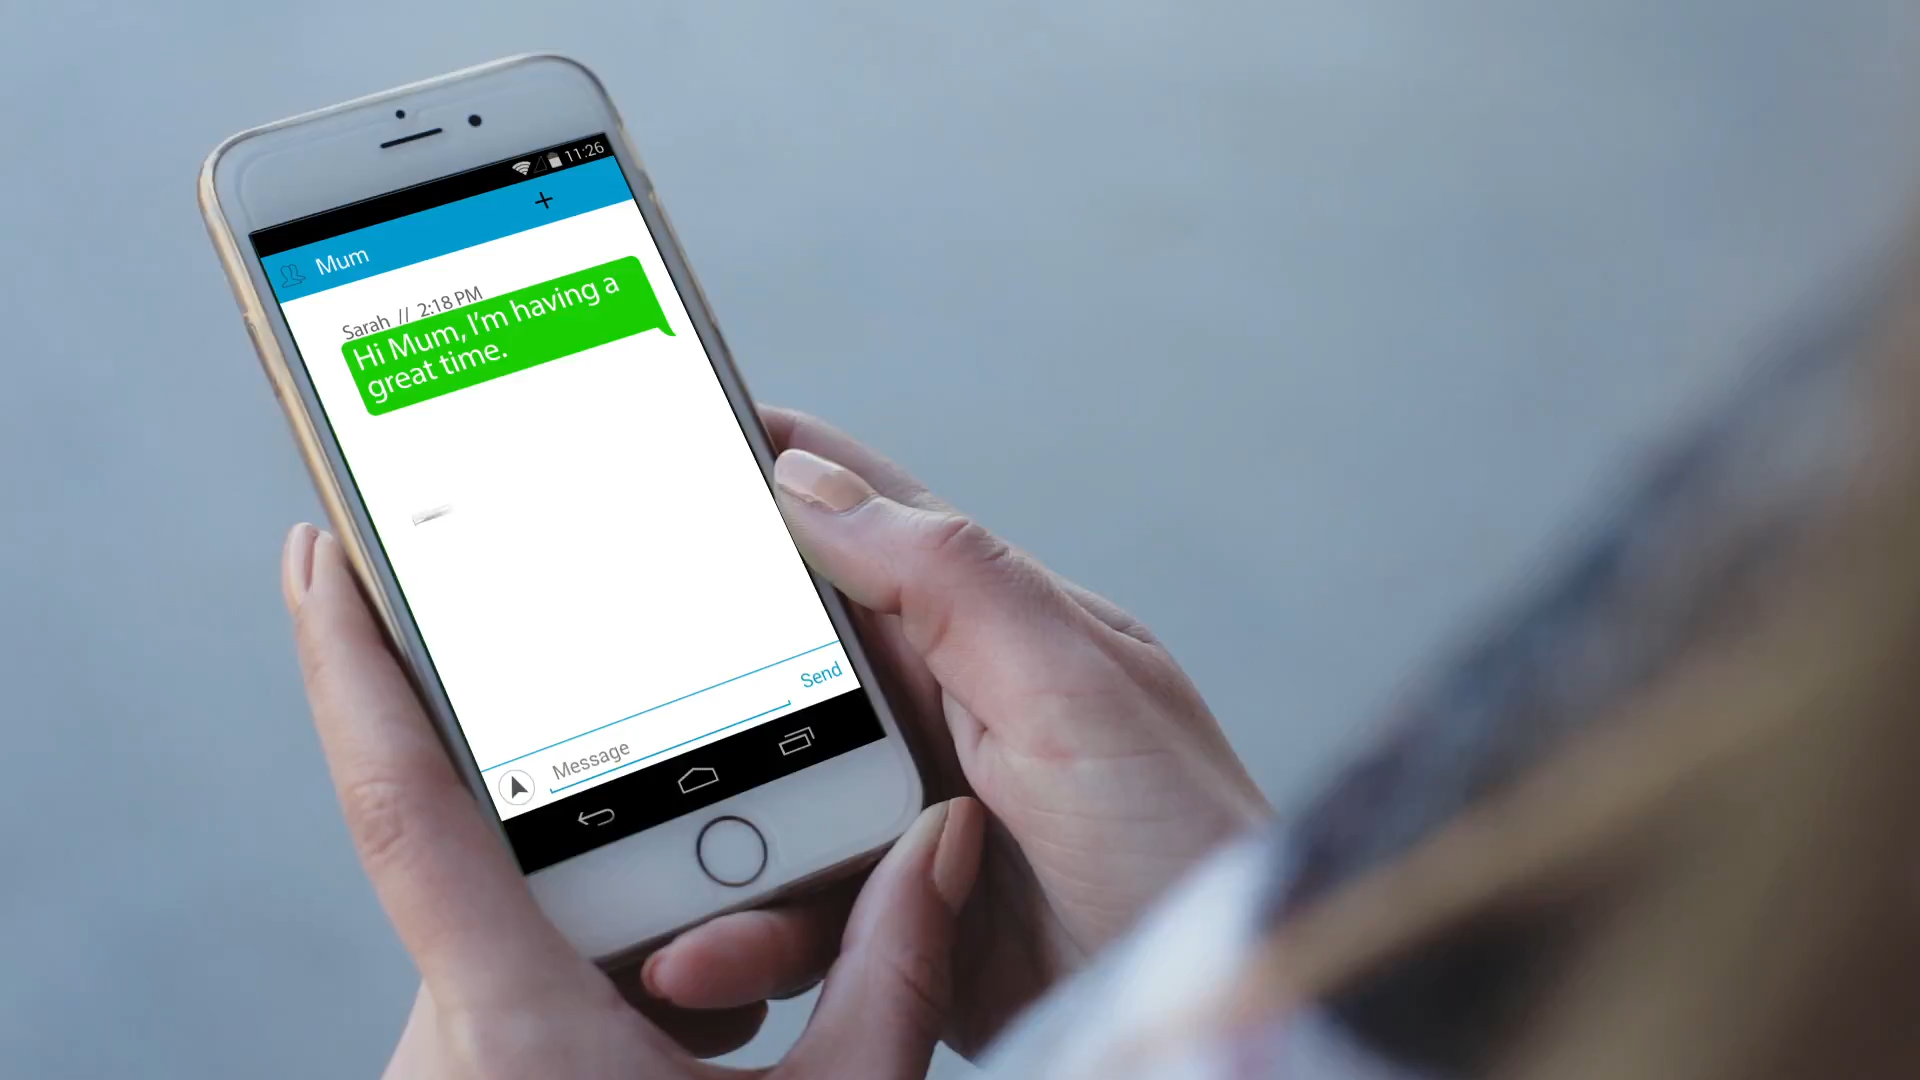 11:26
Mum
Sarah // 2:18 PM
Hi Mum, I'm having a
great time.
Send
Message